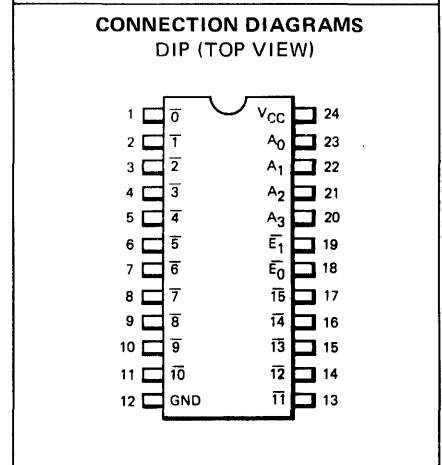 CONNECTION DIAGRAMS
DIP (TOP VIEW)
1 0̅ V_CC 24
2 1̅ A₀ 23
3 2̅ A₁ 22
4 3̅ A₂ 21
5 4̅ A₃ 20
6 5̅ E̅₁ 19
7 6̅ E̅₀ 18
8 7̅ 1̅5̅ 17
9 8̅ 1̅4̅ 16
10 9̅ 1̅3̅ 15
11 1̅0̅ 1̅2̅ 14
12 GND 1̅1̅ 13